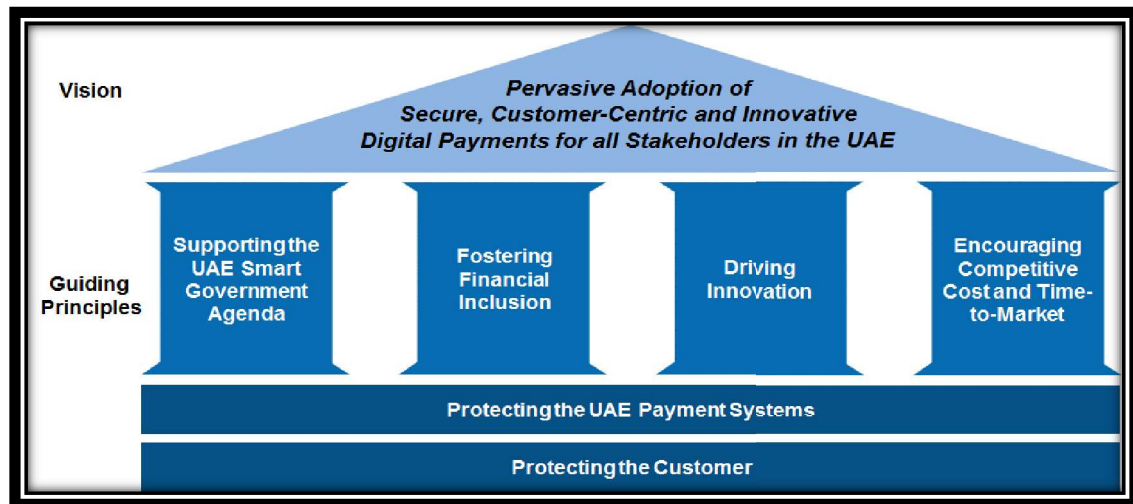 Vision
Pervasive Adoption of
Secure, Customer-Centric and Innovative
Digital Payments for all Stakeholders in the UAE
Guiding
Principles
Supporting the
UAE Smart
Government
Agenda
Fostering
Financial
Inclusion
Driving
Innovation
Encouraging
Competitive
Cost and Time-
to-Market
Protecting the UAE Payment Systems
Protecting the Customer